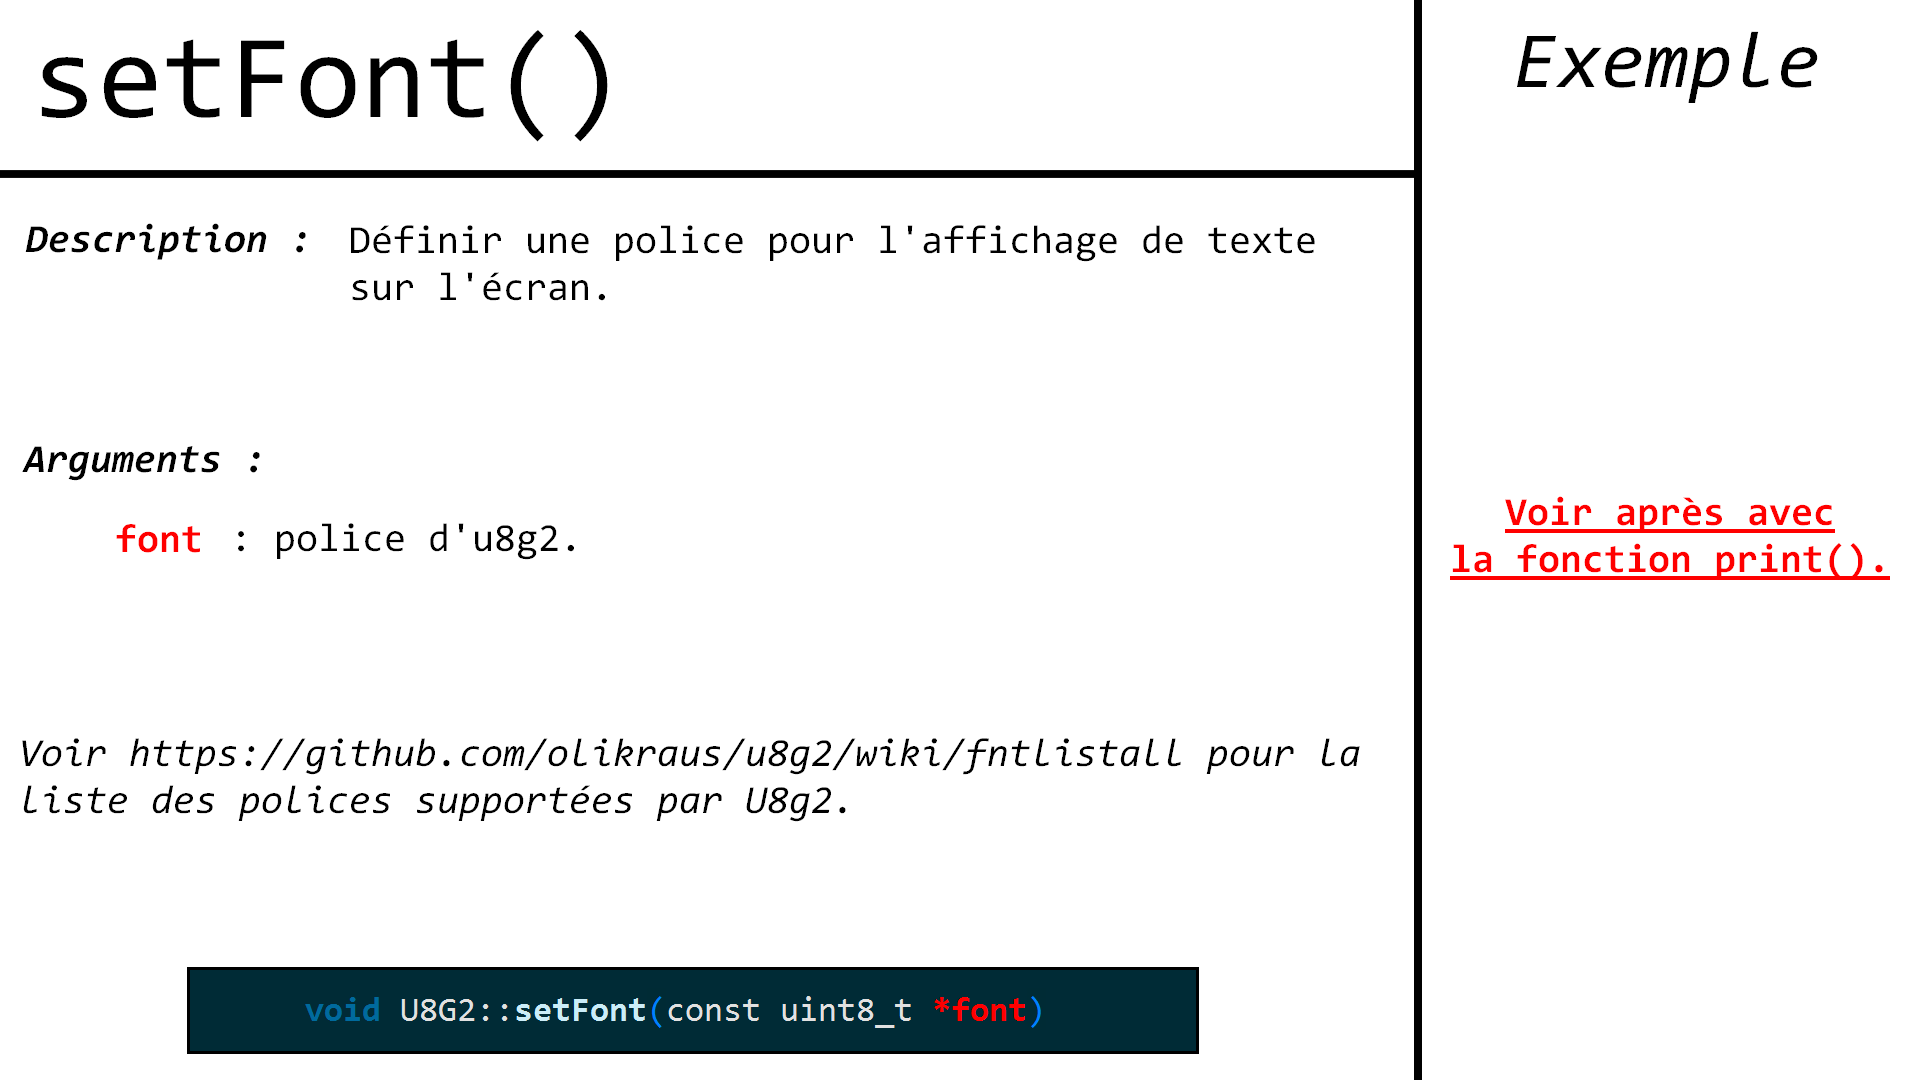 setFont()
Exemple
Description : Définir une police pour l'affichage de texte
sur l'écran.
Arguments :
font : police d'u8g2.
Voir après avec
la fonction print().
Voir https://github.com/olikraus/u8g2/wiki/fntlistall pour la
liste des polices supportées par U8g2.
void U8G2::setFont(const uint8_t *font)